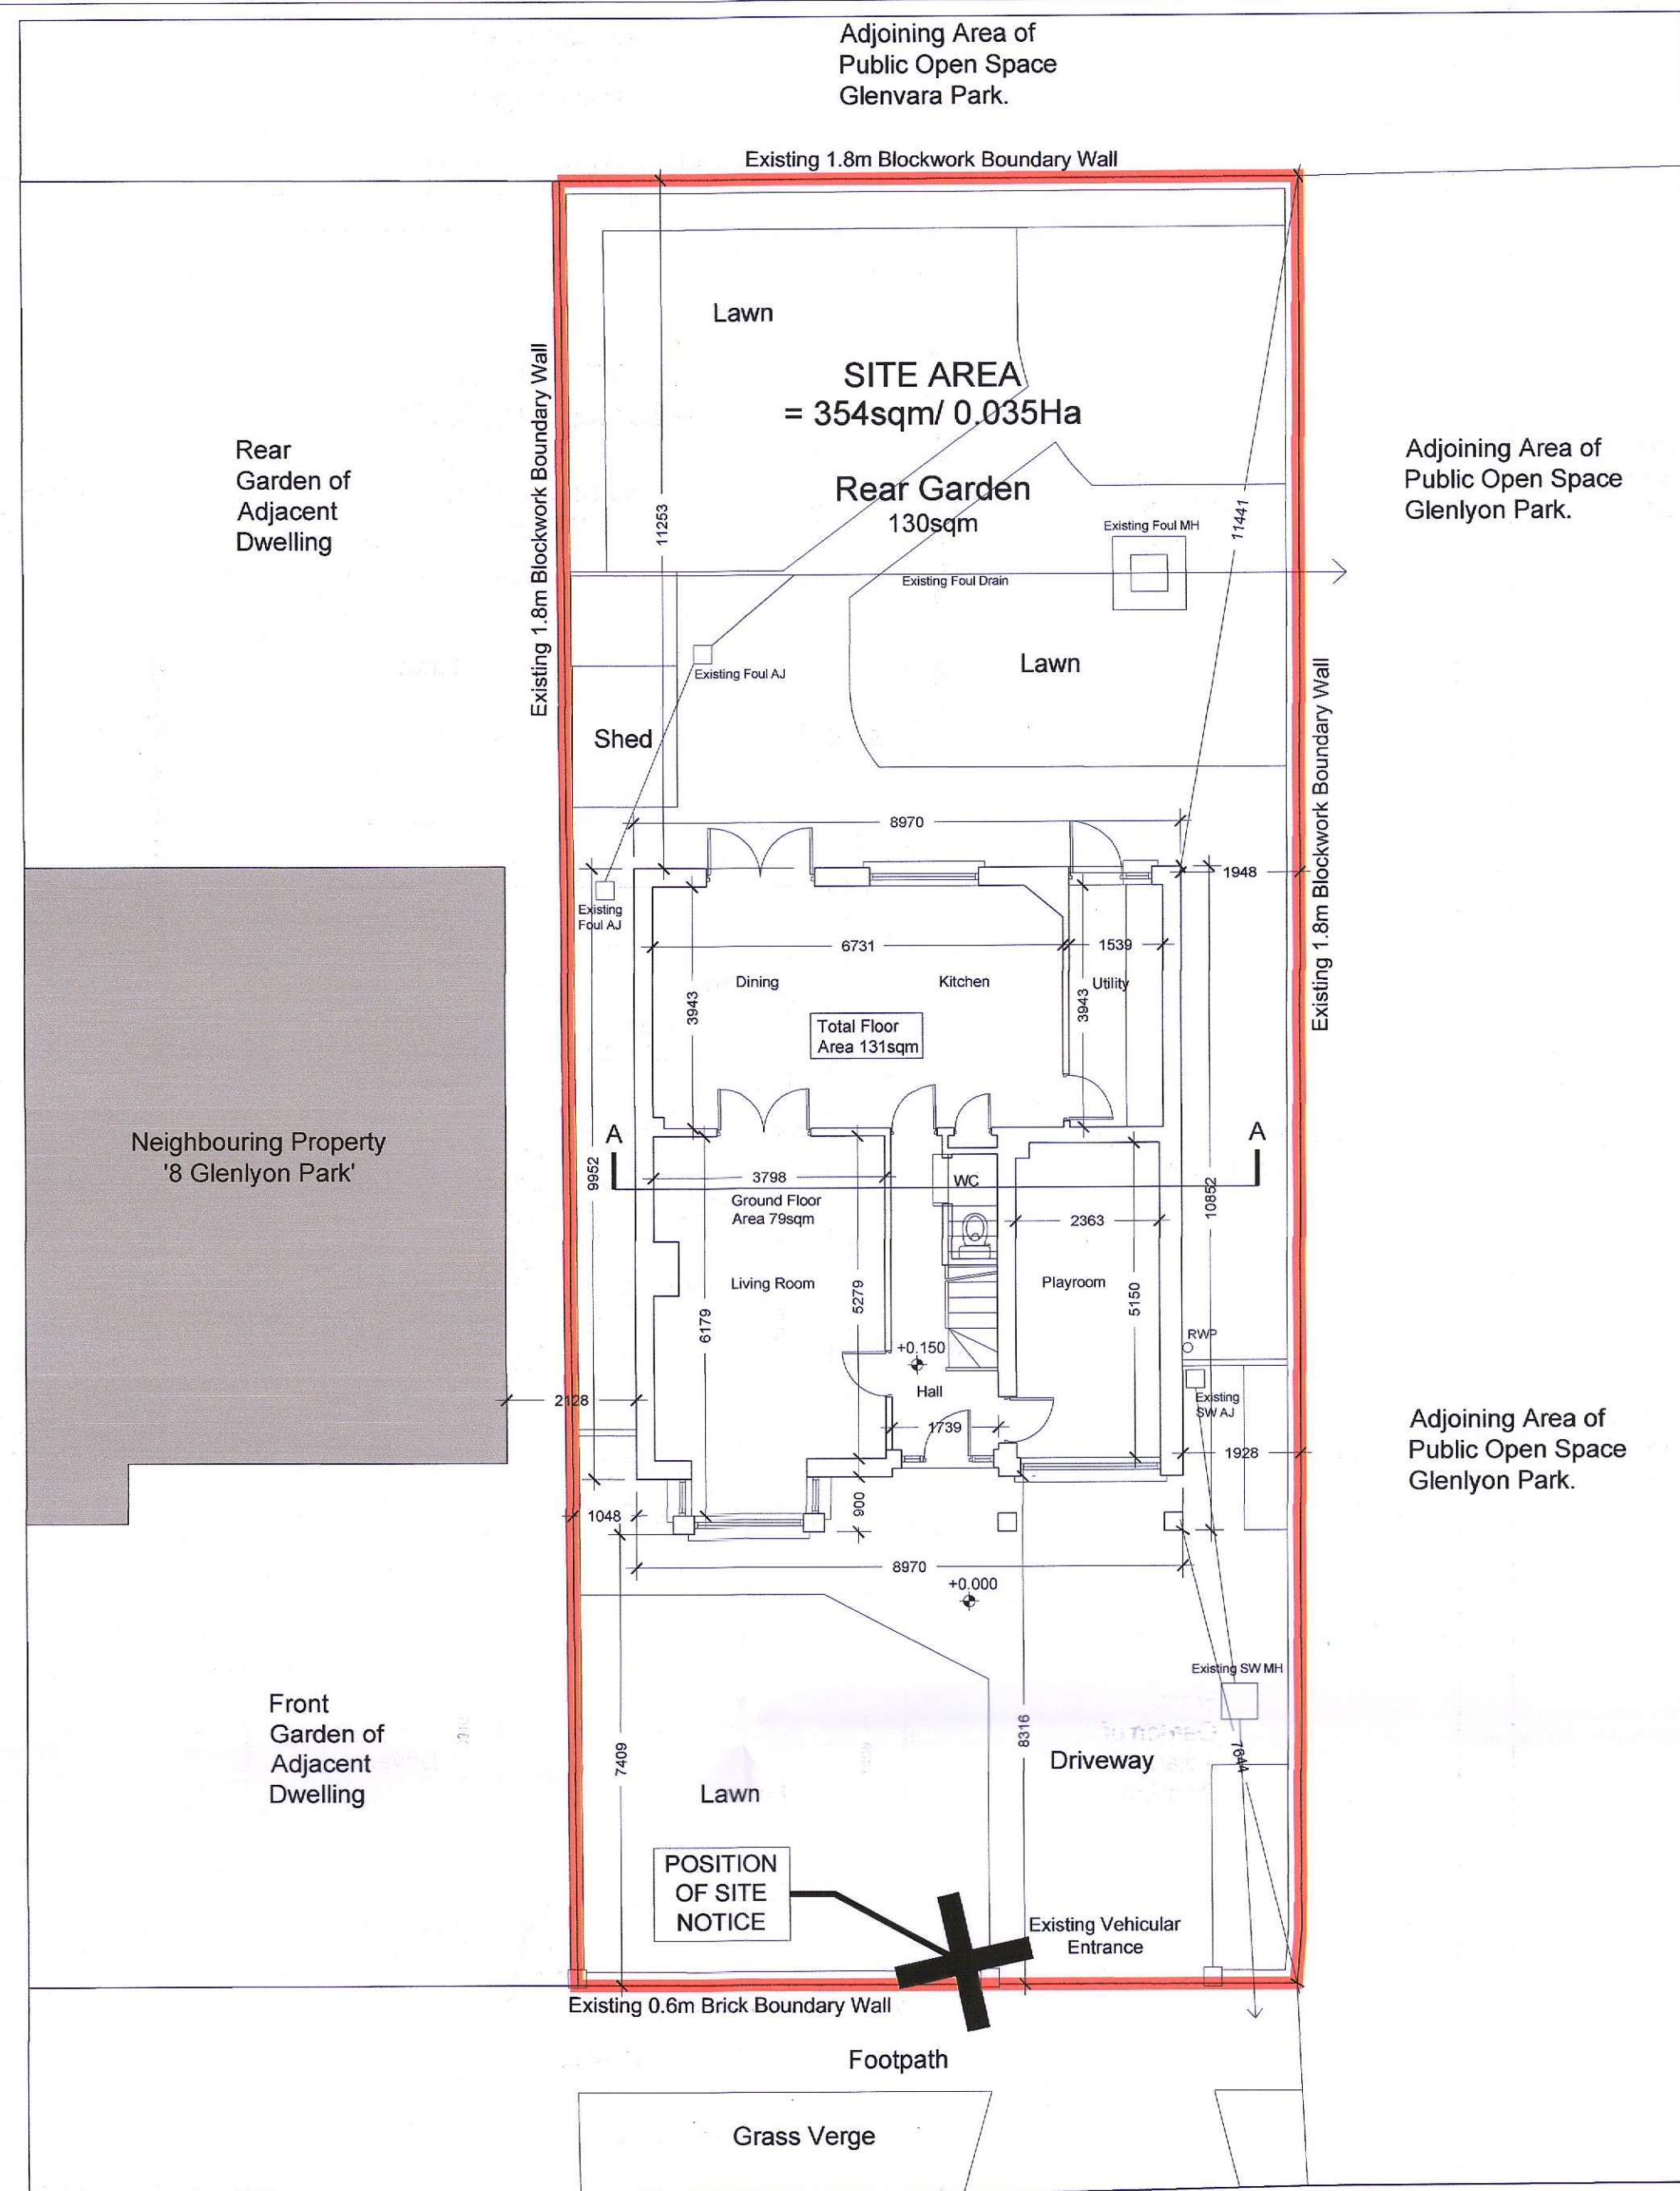 Adjoining Area of
Public Open Space
Glenvara Park.
Existing 1.8m Blockwork Boundary Wall
Lawn
SITE AREA
= 354sqm/ 0.035Ha
Rear Garden
130sqm
Rear
Garden of
Adjacent
Dwelling
Existing 1.8m Blockwork Boundary Wall
11253
11441
Existing Foul MH
Existing Foul Drain
Adjoining Area of
Public Open Space
Glenlyon Park.
Existing Foul AJ
Lawn
Shed
Existing 1.8m Blockwork Boundary Wall
8970
1948
Existing
Foul AJ
6731
1539
Dining
Kitchen
Utility
3943
3943
Total Floor
Area 131sqm
Neighbouring Property
'8 Glenlyon Park'
A
A
9952
3798
WC
10852
Ground Floor
Area 79sqm
2363
Living Room
Playroom
6179
5279
5150
+0.150
Hall
RWP
Existing
SW AJ
2128
1739
1928
Adjoining Area of
Public Open Space
Glenlyon Park.
1048
900
8970
+0.000
Existing SW MH
Front
Garden of
Adjacent
Dwelling
7409
8316
7644
Driveway
Lawn
POSITION
OF SITE
NOTICE
Existing Vehicular
Entrance
Existing 0.6m Brick Boundary Wall
Footpath
Grass Verge